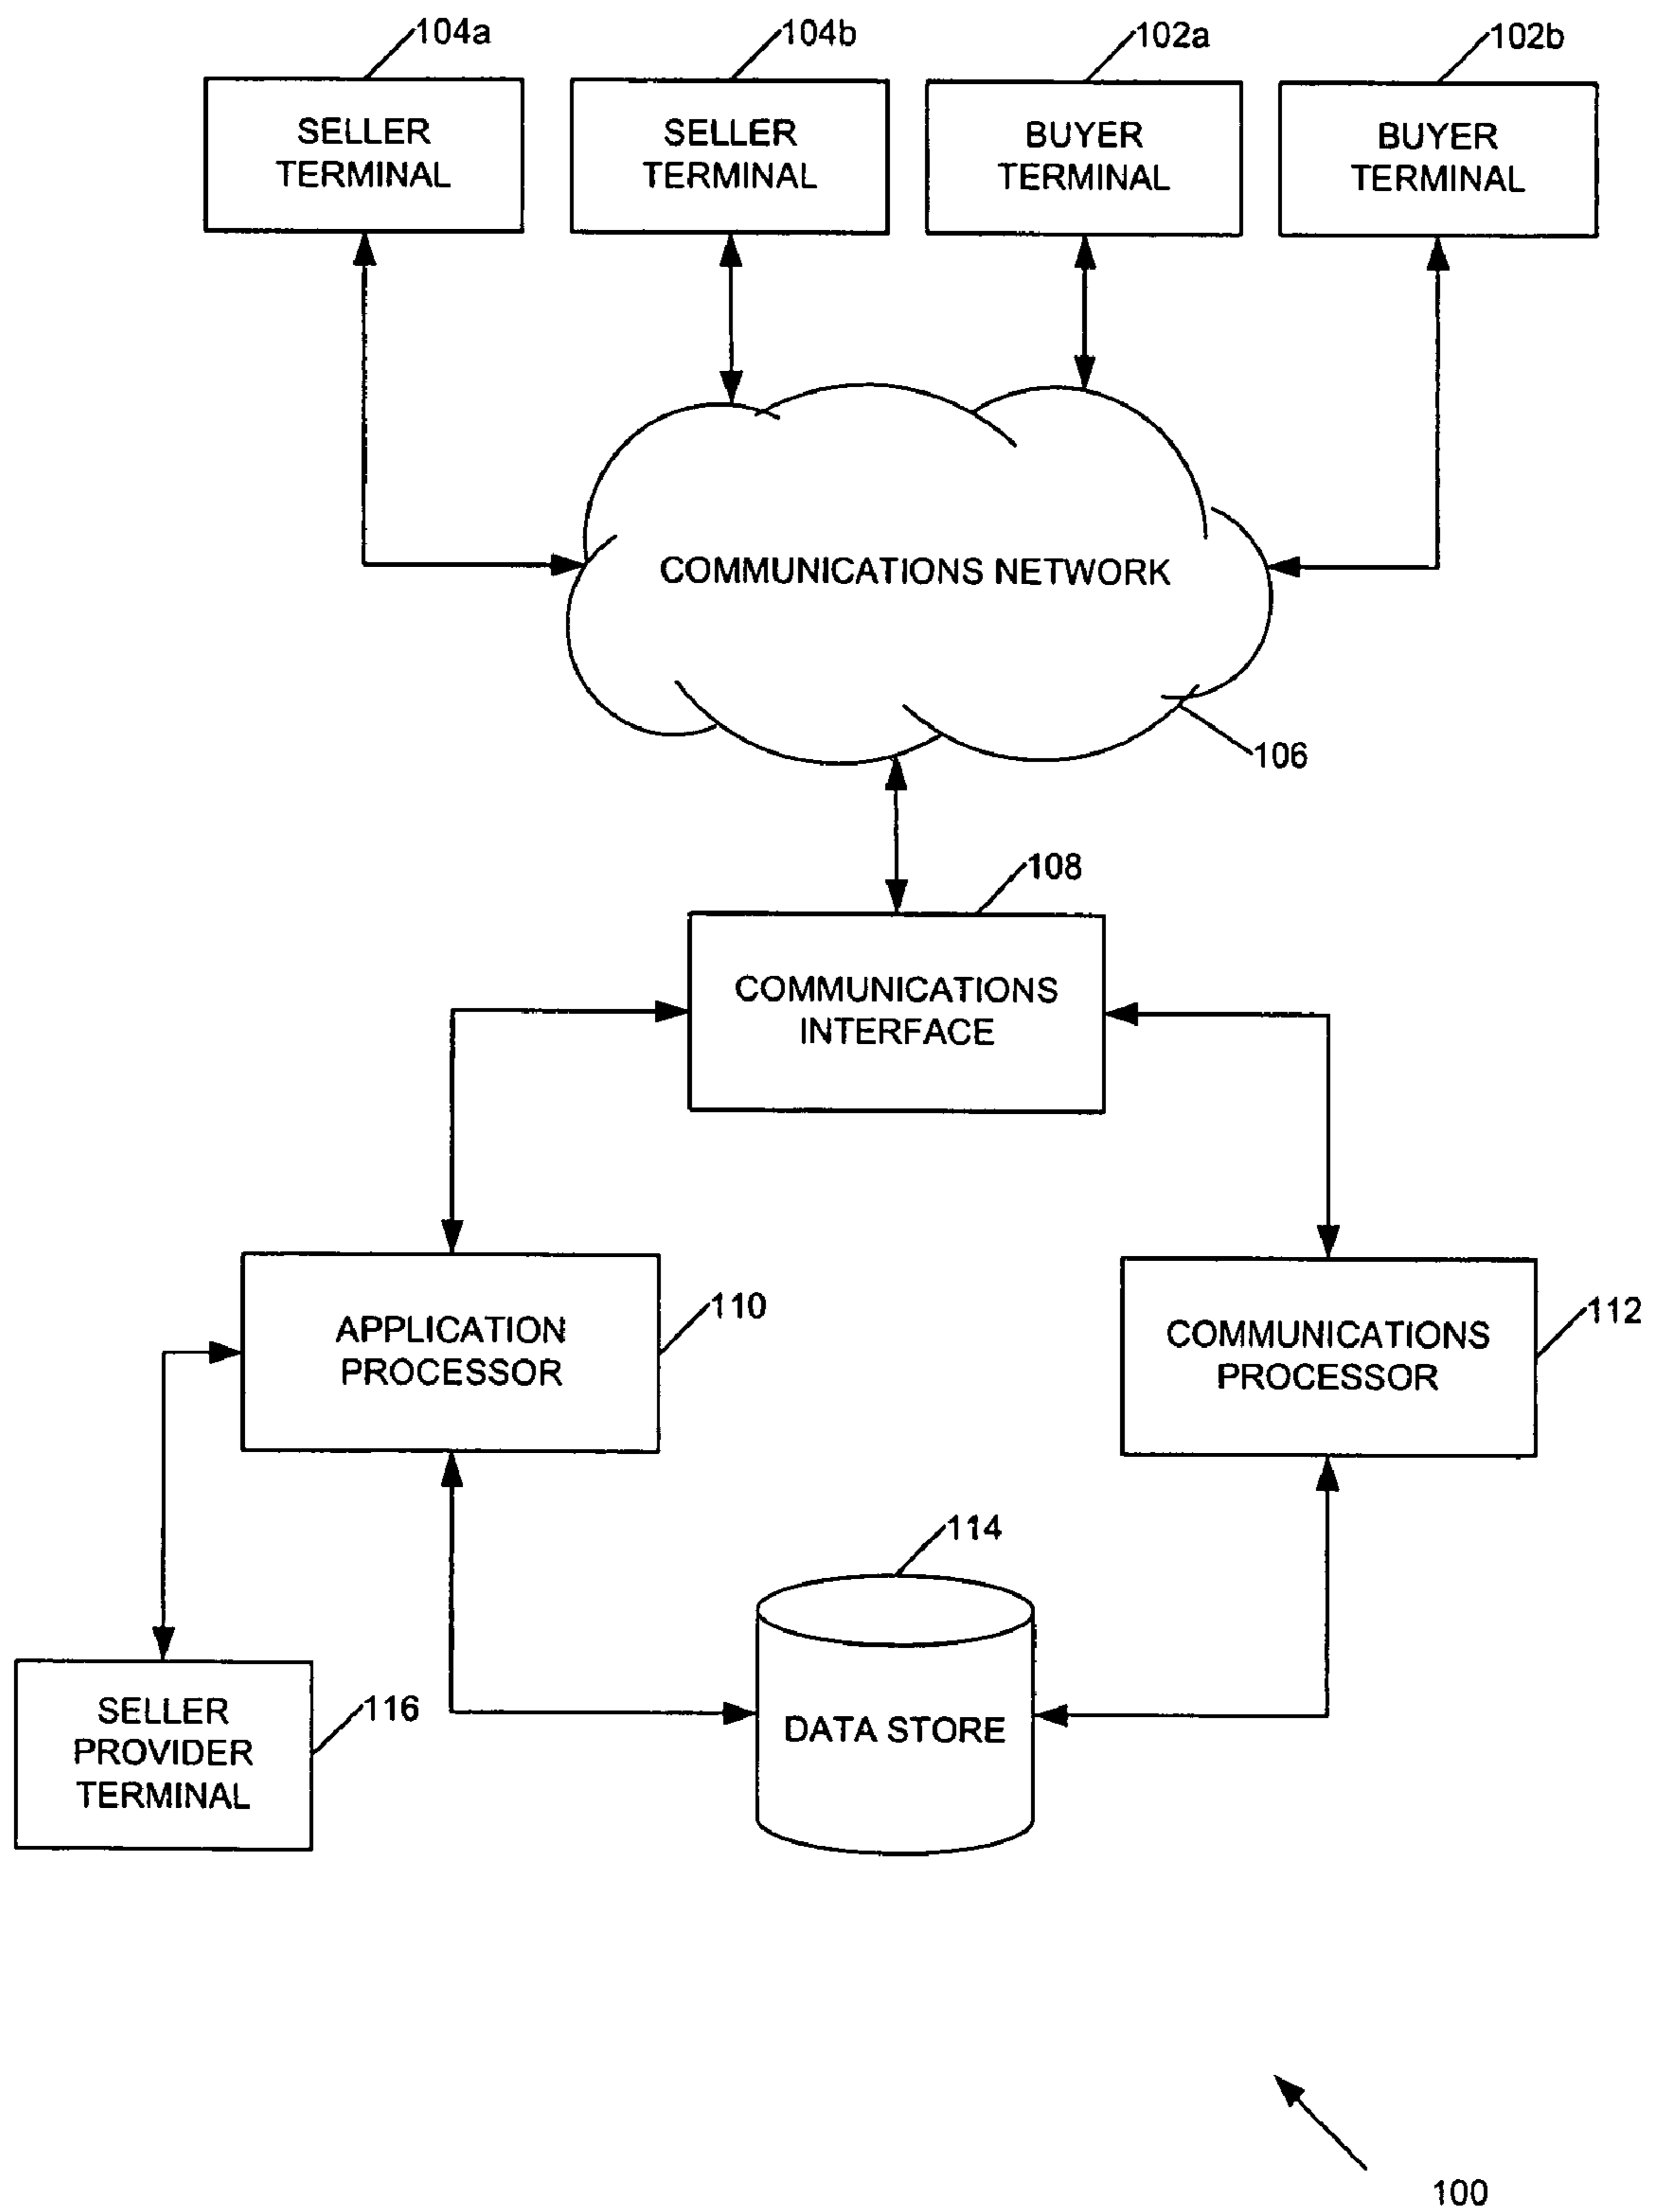 104a
104b
102a
102b
SELLER
TERMINAL
SELLER
TERMINAL
BUYER
TERMINAL
BUYER
TERMINAL
COMMUNICATIONS NETWORK
106
108
COMMUNICATIONS
INTERFACE
110
APPLICATION
PROCESSOR
112
COMMUNICATIONS
PROCESSOR
114
116
SELLER
PROVIDER
TERMINAL
DATA STORE
100